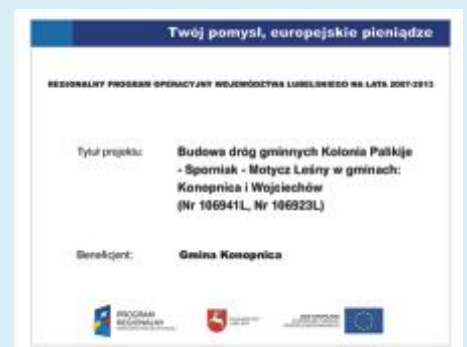 Twój pomysł, europejskie pieniądze
REGIONALNY PROGRAM OPERACYJNY WOJEWÓDZTWA LUBELSKIEGO NA LATA 2007-2013
Tytuł projektu:
Budowa dróg gminnych Kolonia Palikije
- Sporniak - Motycz Leśny w gminach:
Konopnica i Wojciechów
(Nr 106941L, Nr 106923L)
Beneficjent:
Gmina Konopnica
PROGRAM
REGIONALNY